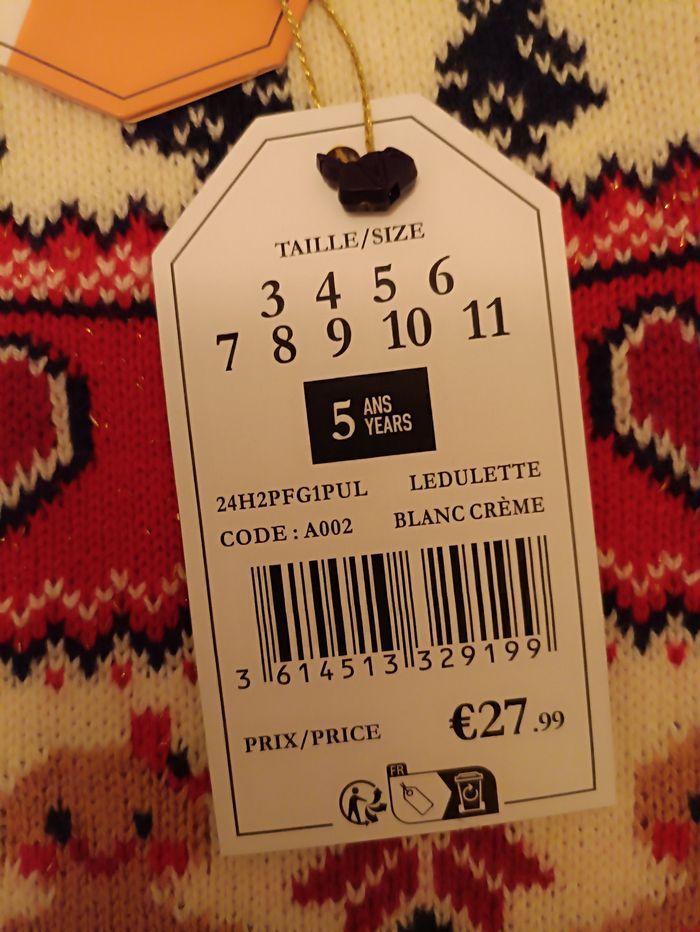 TAILLE/SIZE
3 4 5 6
7 8 9 10 11
5 ANS
YEARS
24H2PFG1PUL LEDULETTE
CODE : A002 BLANC CRÈME
3 614513 329199
PRIX/PRICE €27.99
FR